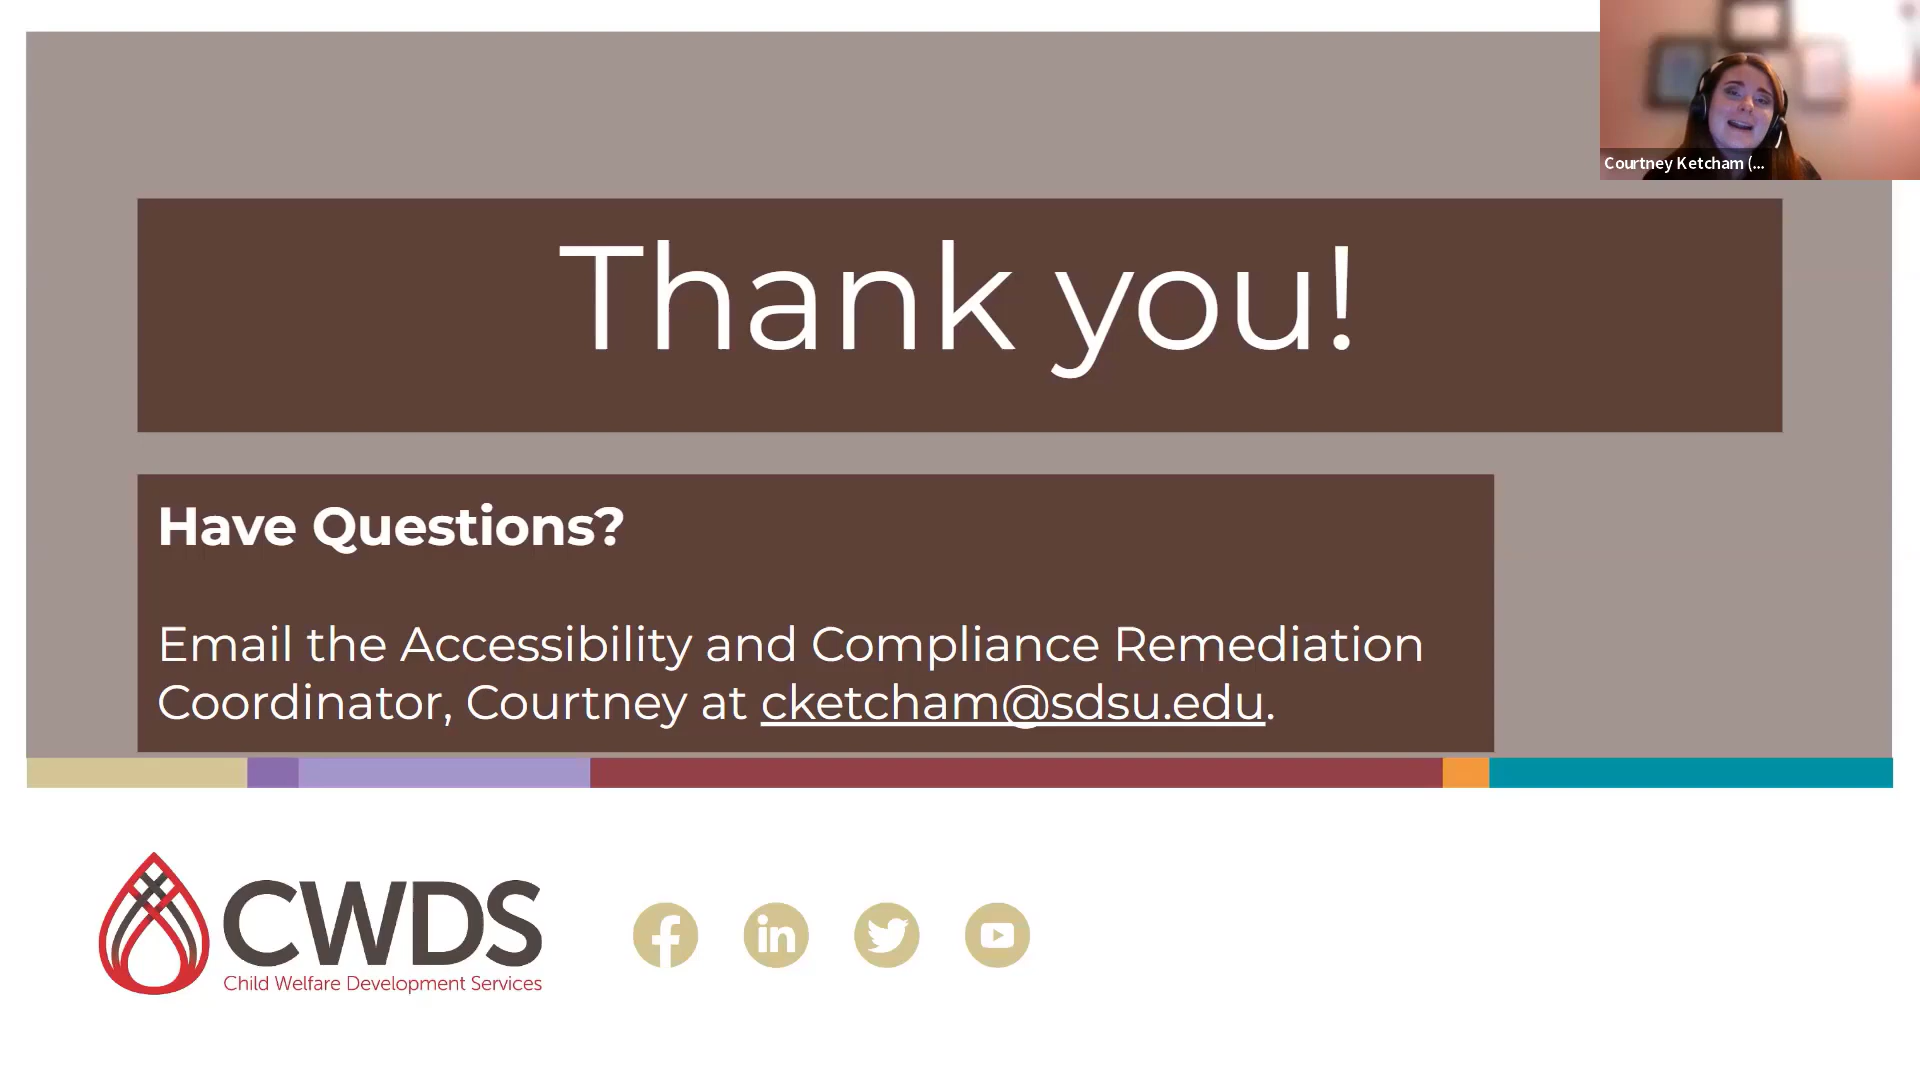 Courtney Ketcham (...
Thank you!
Have Questions?
Email the Accessibility and Compliance Remediation
Coordinator, Courtney at cketcham@sdsu.edu.
CWDS
Child Welfare Development Services